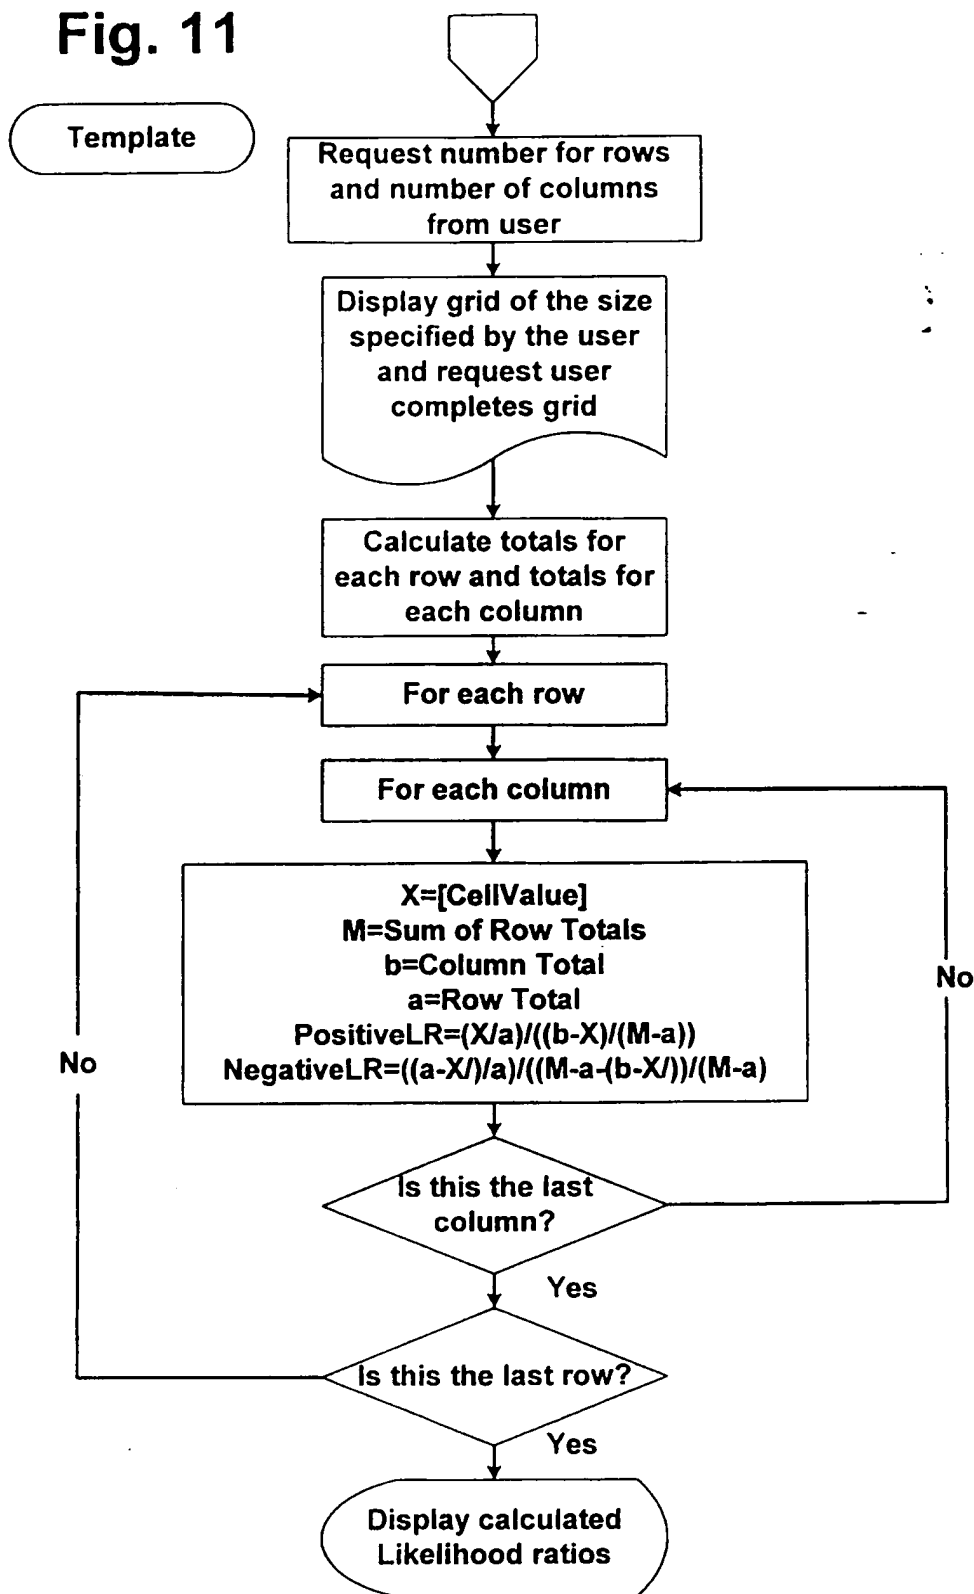 Fig. 11
Template
Request number for rows
and number of columns
from user
Display grid of the size
specified by the user
and request user
completes grid
Calculate totals for
each row and totals for
each column
For each row
For each column
X=[CellValue]
M=Sum of Row Totals
b=Column Total
a=Row Total
PositiveLR=(X/a)/((b-X)/(M-a))
NegativeLR=((a-X/)/a)/((M-a-(b-X/))/(M-a)
No
No
Is this the last
column?
Yes
Is this the last row?
Yes
Display calculated
Likelihood ratios